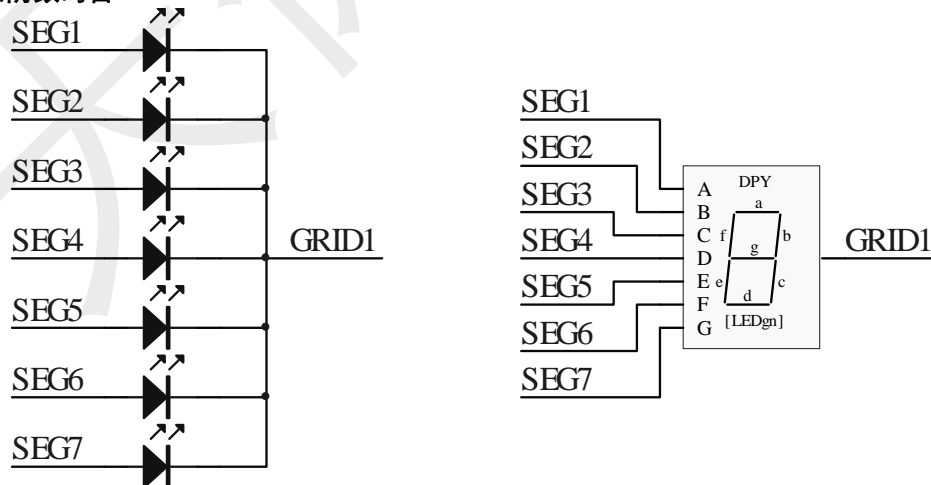 SEG1
SEG2
SEG3
SEG4
SEG5
SEG6
SEG7
GRID1
SEG1
SEG2
SEG3
SEG4
SEG5
SEG6
SEG7
DPY
A
B
C
D
E
F
G
a
f
b
g
e
c
d
[LEDgn]
GRID1